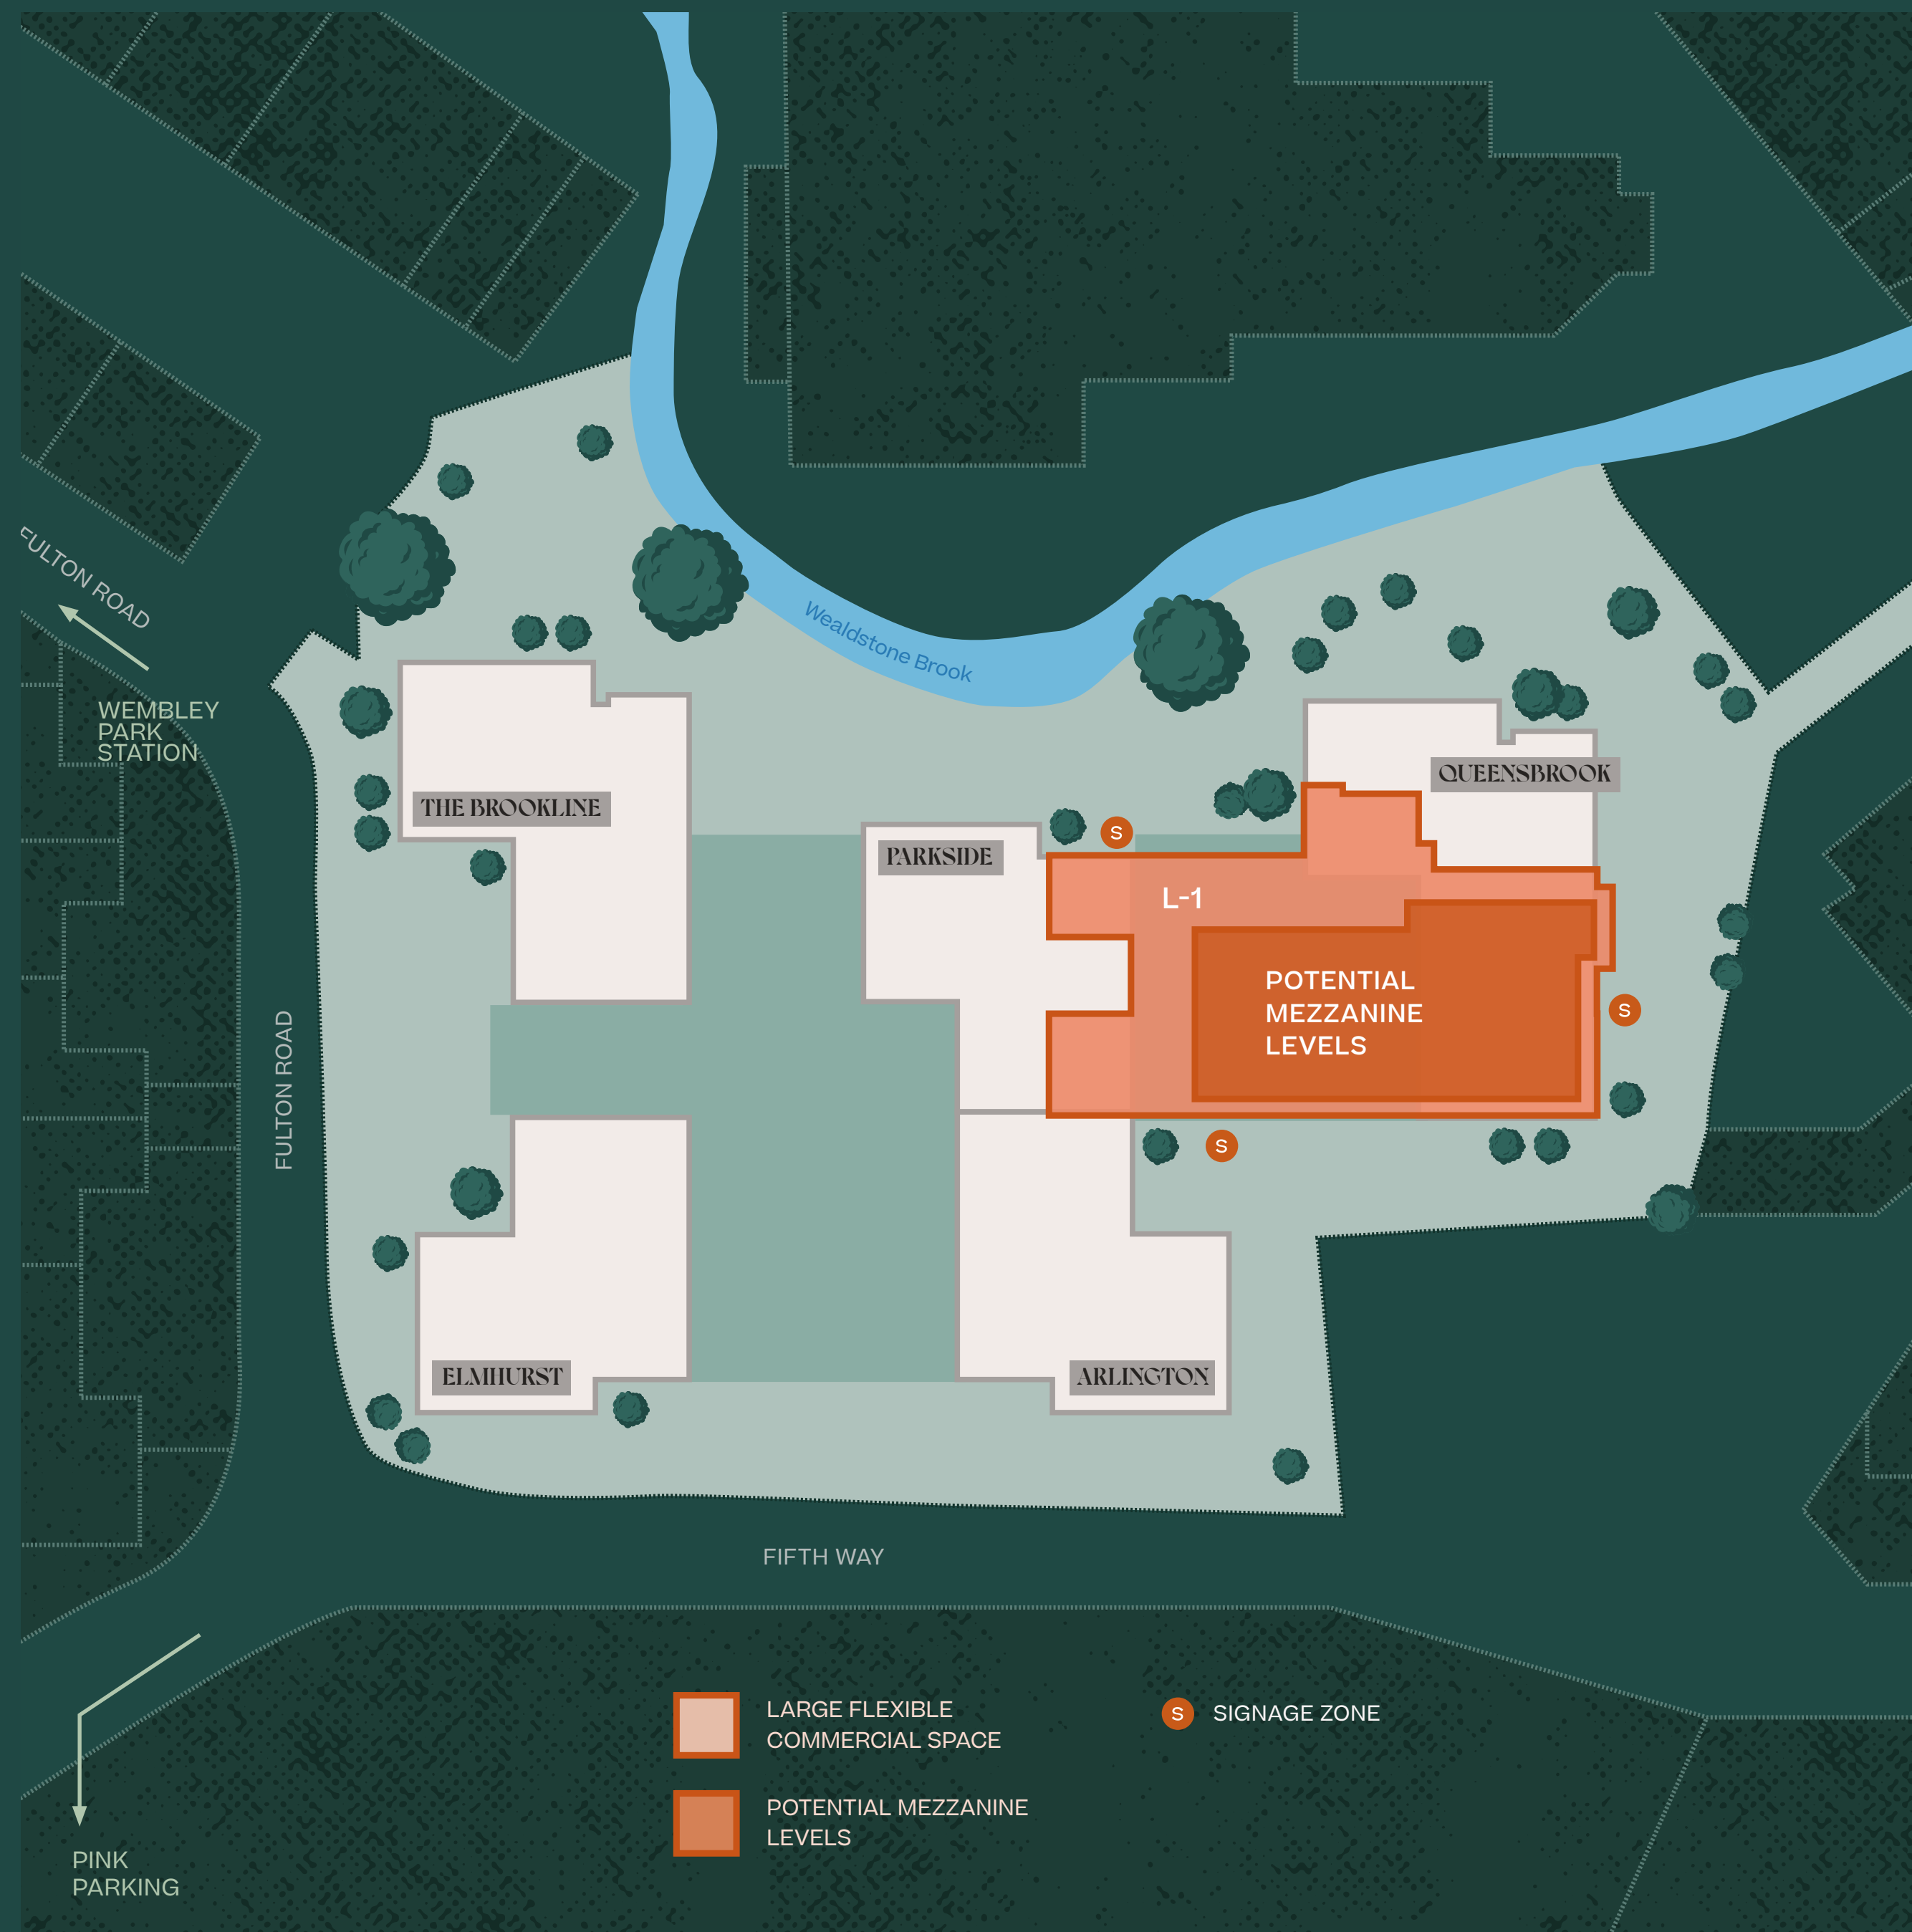 Wealdstone Brook
FULTON ROAD
WEMBLEY
PARK
STATION
THE BROOKLINE
QUEENSBROOK
PARKSIDE
S
L-1
POTENTIAL
MEZZANINE
LEVELS
S
FULTON ROAD
S
ELMHURST
ARLINGTON
FIFTH WAY
LARGE FLEXIBLE
COMMERCIAL SPACE
S SIGNAGE ZONE
POTENTIAL MEZZANINE
LEVELS
PINK
PARKING